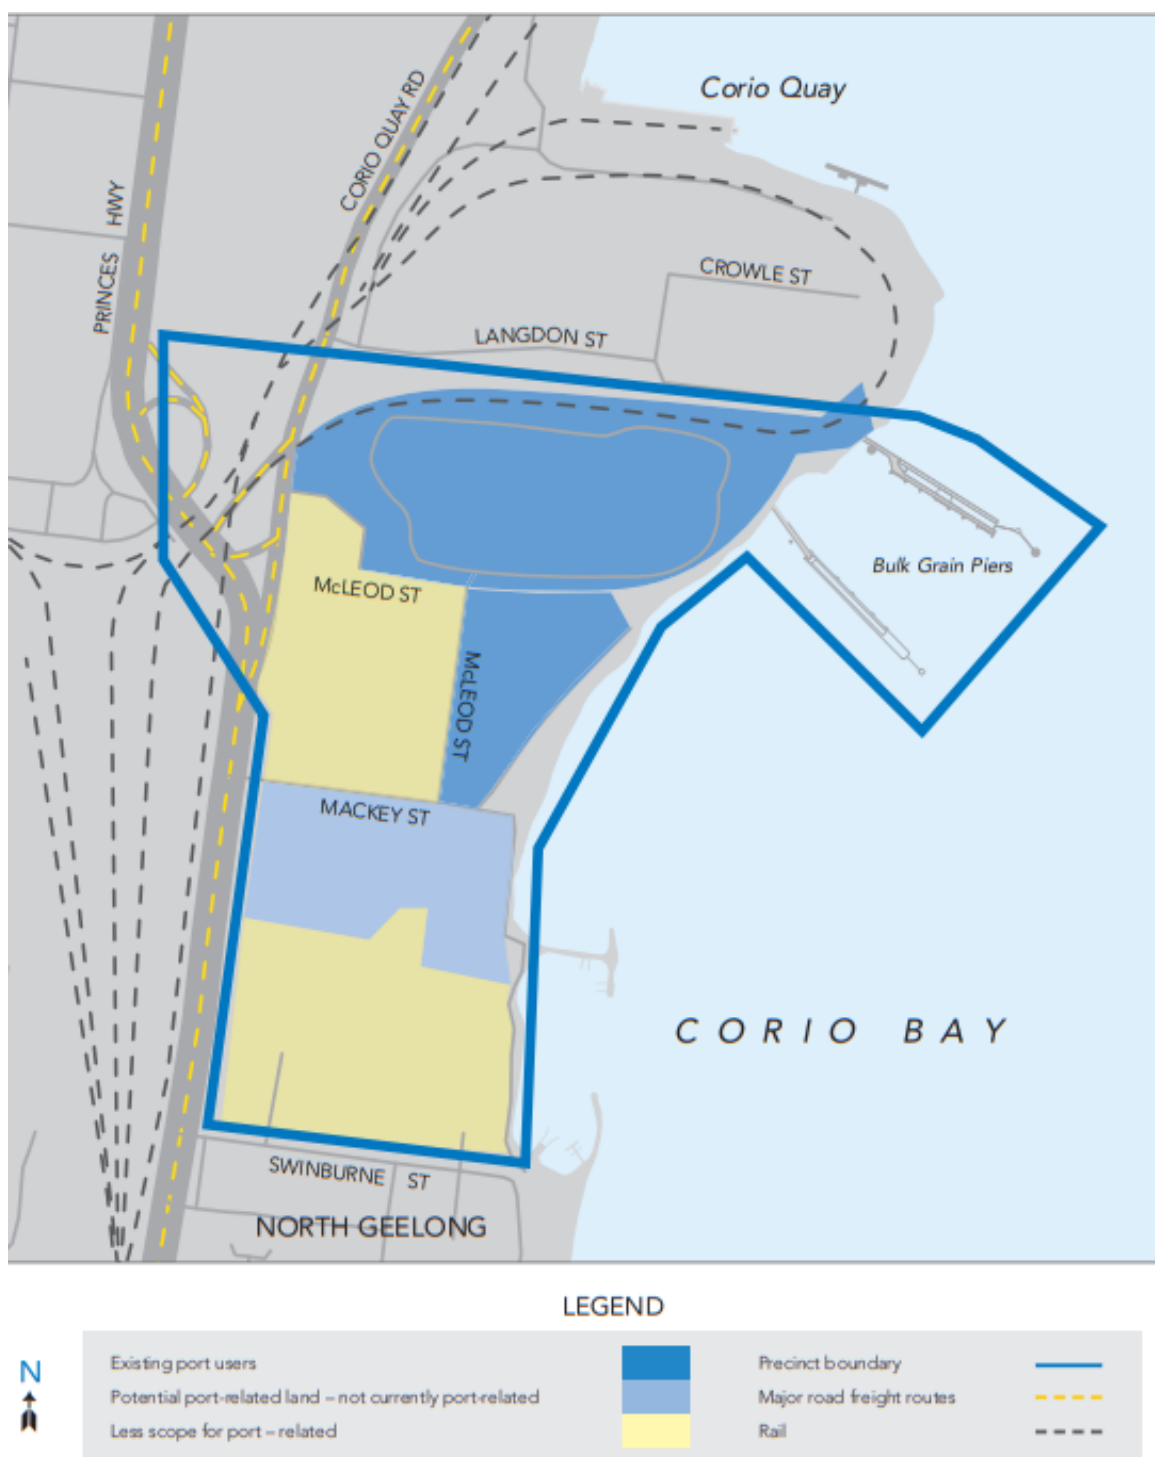 Corio Quay
CORIO QUAY RD
PRINCES HWY
CROWLE ST
LANGDON ST
Bulk Grain Piers
McLEOD ST
McLEOD ST
MACKEY ST
CORIO BAY
SWINBURNE ST
NORTH GEELONG
LEGEND
N
Existing port users
Potential port-related land – not currently port-related
Less scope for port – related
Precinct boundary
Major road freight routes
Rail